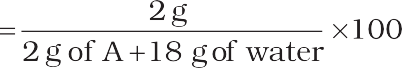 = 2 g / 2 g of A + 18 g of water × 100